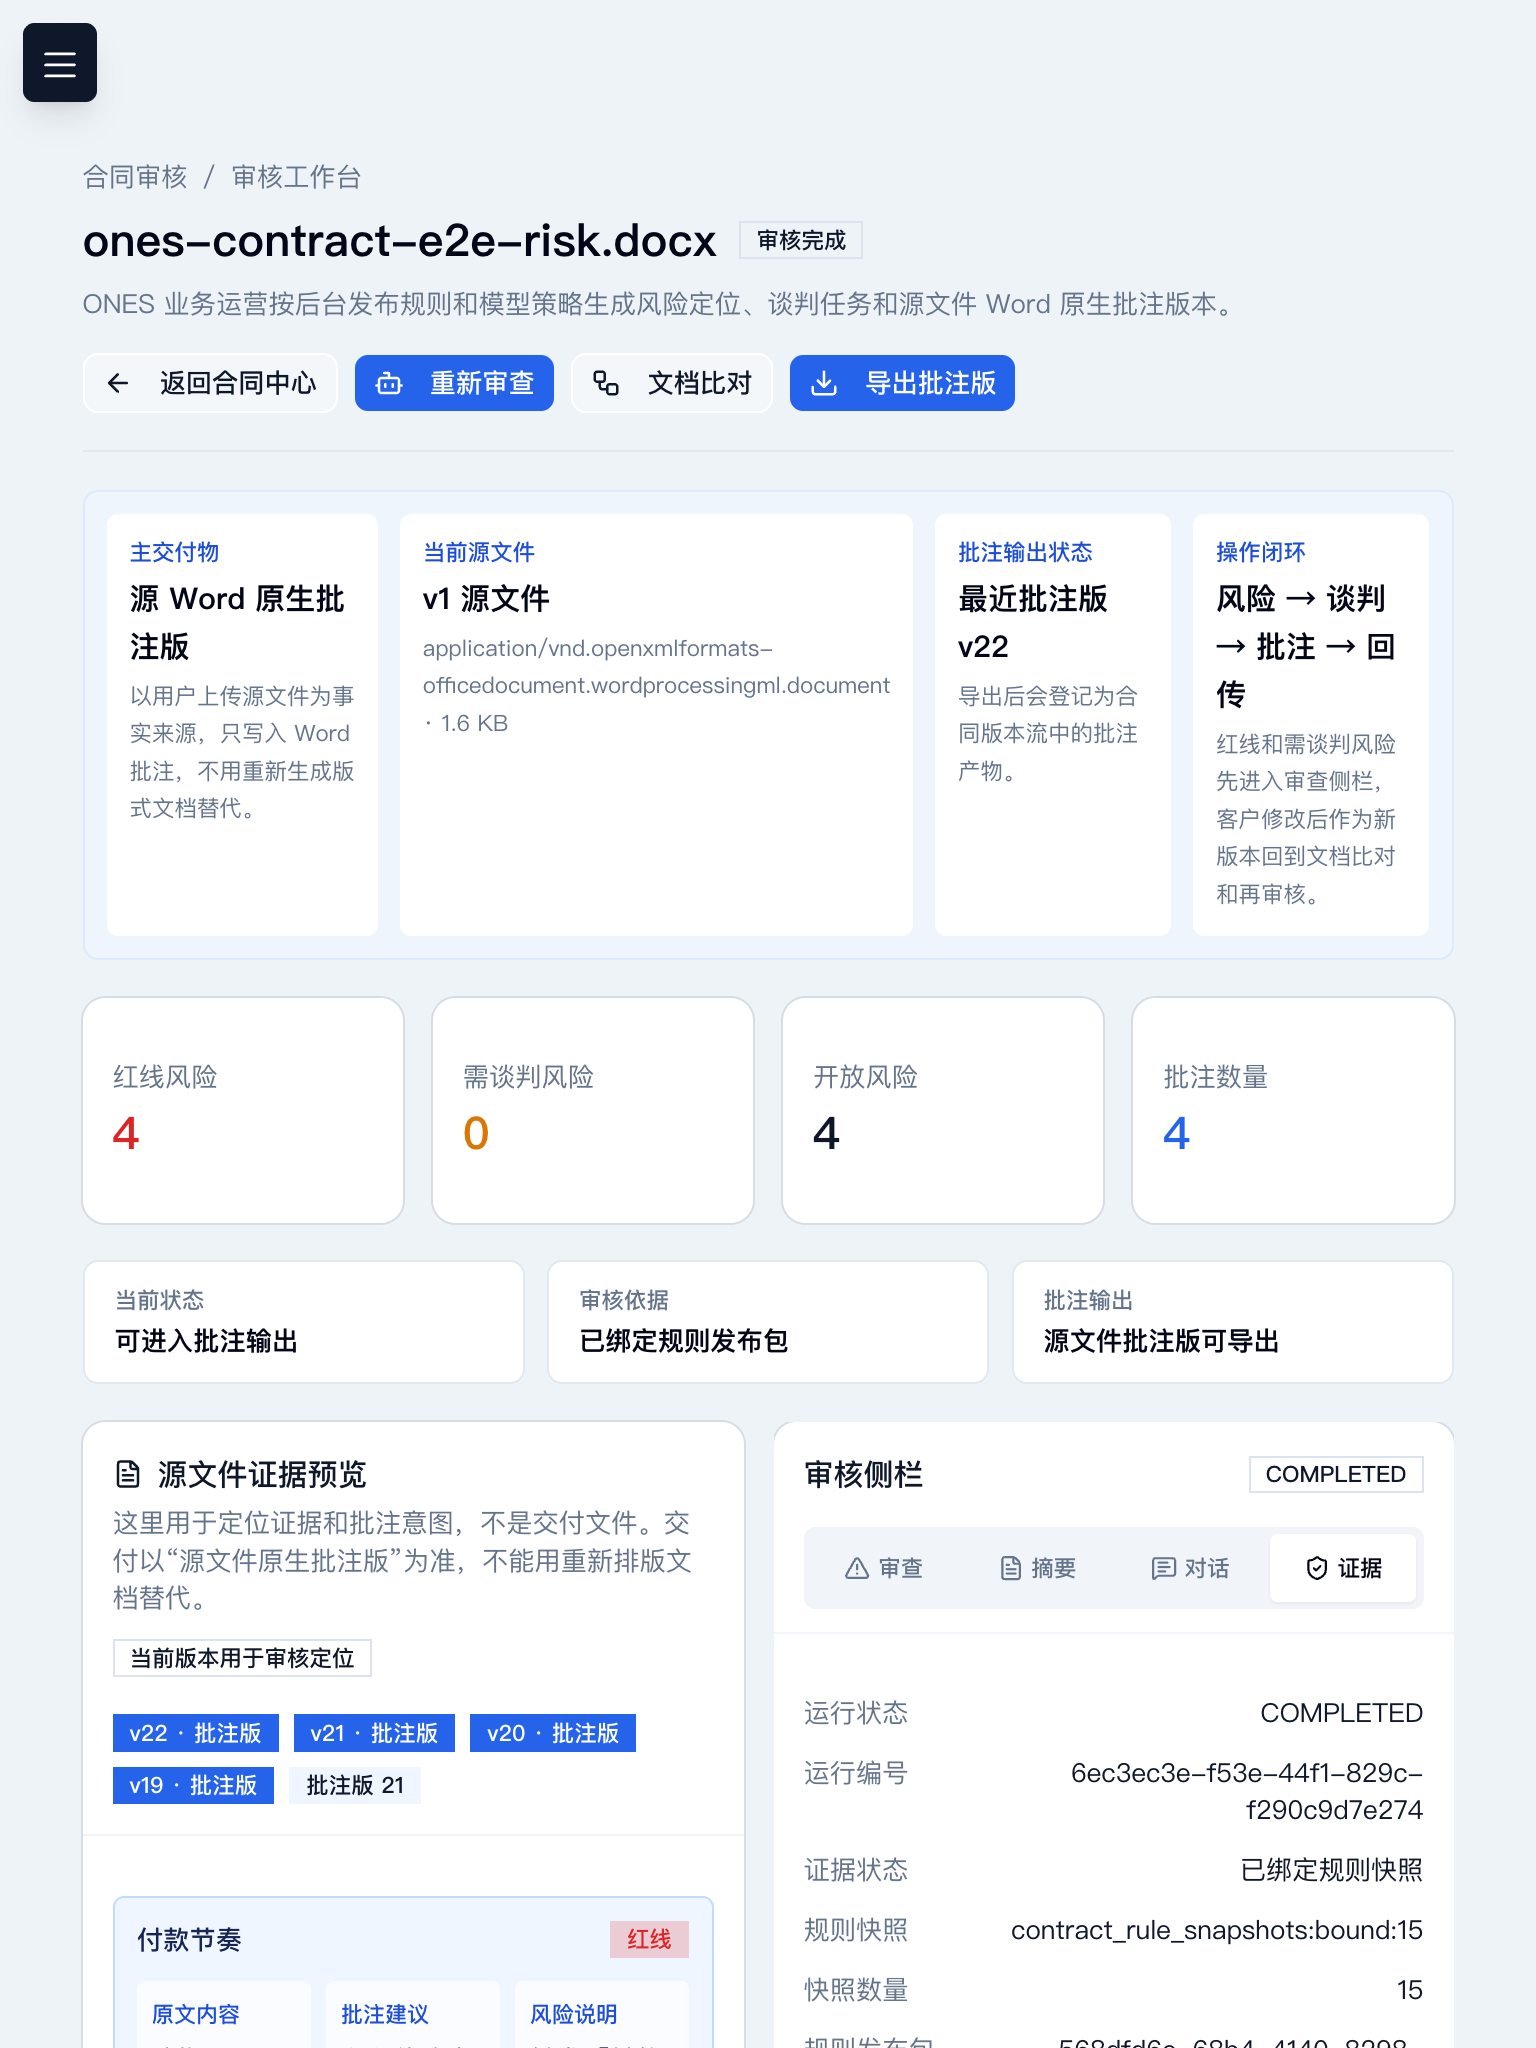 合同审核 / 审核工作台
ones-contract-e2e-risk.docx 审核完成
ONES 业务运营按后台发布规则和模型策略生成风险定位、谈判任务和源文件 Word 原生批注版本。
返回合同中心 重新审查 文档比对 导出批注版
主交付物
源 Word 原生批
注版
以用户上传源文件为事
实来源，只写入 Word
批注，不用重新生成版
式文档替代。
当前源文件
v1 源文件
application/vnd.openxmlformats-
officedocument.wordprocessingml.document
· 1.6 KB
批注输出状态
最近批注版
v22
导出后会登记为合
同版本流中的批注
产物。
操作闭环
风险 → 谈判
→ 批注 → 回
传
红线和需谈判风险
先进入审查侧栏，
客户修改后作为新
版本回到文档比对
和再审核。
红线风险
4
需谈判风险
0
开放风险
4
批注数量
4
当前状态
可进入批注输出
审核依据
已绑定规则发布包
批注输出
源文件批注版可导出
源文件证据预览
这里用于定位证据和批注意图，不是交付文件。交
付以“源文件原生批注版”为准，不能用重新排版文
档替代。
当前版本用于审核定位
v22 · 批注版 v21 · 批注版 v20 · 批注版
v19 · 批注版 批注版 21
付款节奏 红线
原文内容 批注建议 风险说明
审核侧栏 COMPLETED
审查 摘要 对话 证据
运行状态 COMPLETED
运行编号 6ec3ec3e-f53e-44f1-829c-
f290c9d7e274
证据状态 已绑定规则快照
规则快照 contract_rule_snapshots:bound:15
快照数量 15
规则发布包